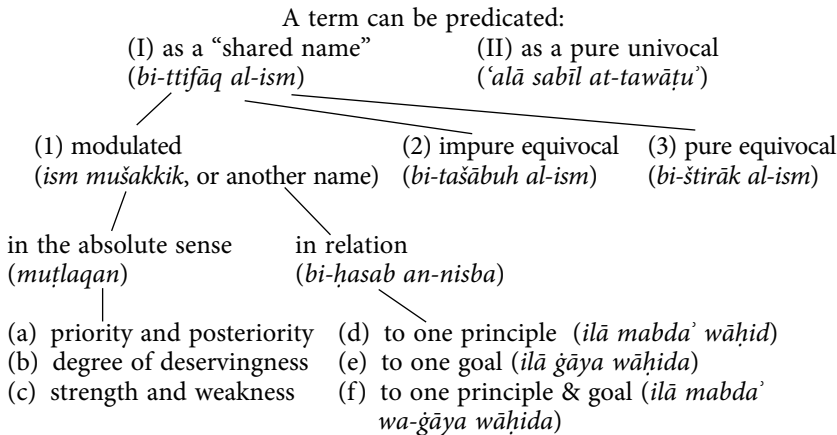 A term can be predicated:
(I) as a “shared name” (II) as a pure univocal
(bi-ttifāq al-ism) (ʿalā sabīl at-tawāṭuʾ)
(1) modulated (2) impure equivocal (3) pure equivocal
(ism mušakkik, or another name) (bi-tašābuh al-ism) (bi-štirāk al-ism)
in the absolute sense in relation
(muṭlaqan) (bi-ḥasab an-nisba)
(a) priority and posteriority (d) to one principle (ilā mabdaʾ wāḥid)
(b) degree of deservingness (e) to one goal (ilā ġāya wāḥida)
(c) strength and weakness (f) to one principle & goal (ilā mabdaʾ
wa-ġāya wāḥida)